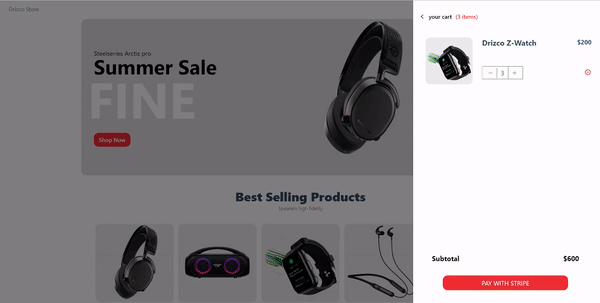 Drizco Store
Steelseries Arctis pro
Summer Sale
FINE
Shop Now
Best Selling Products
Speakers high fidelity
your cart (3 items)
Drizco Z-Watch $200
− 3 +
Subtotal $600
PAY WITH STRIPE